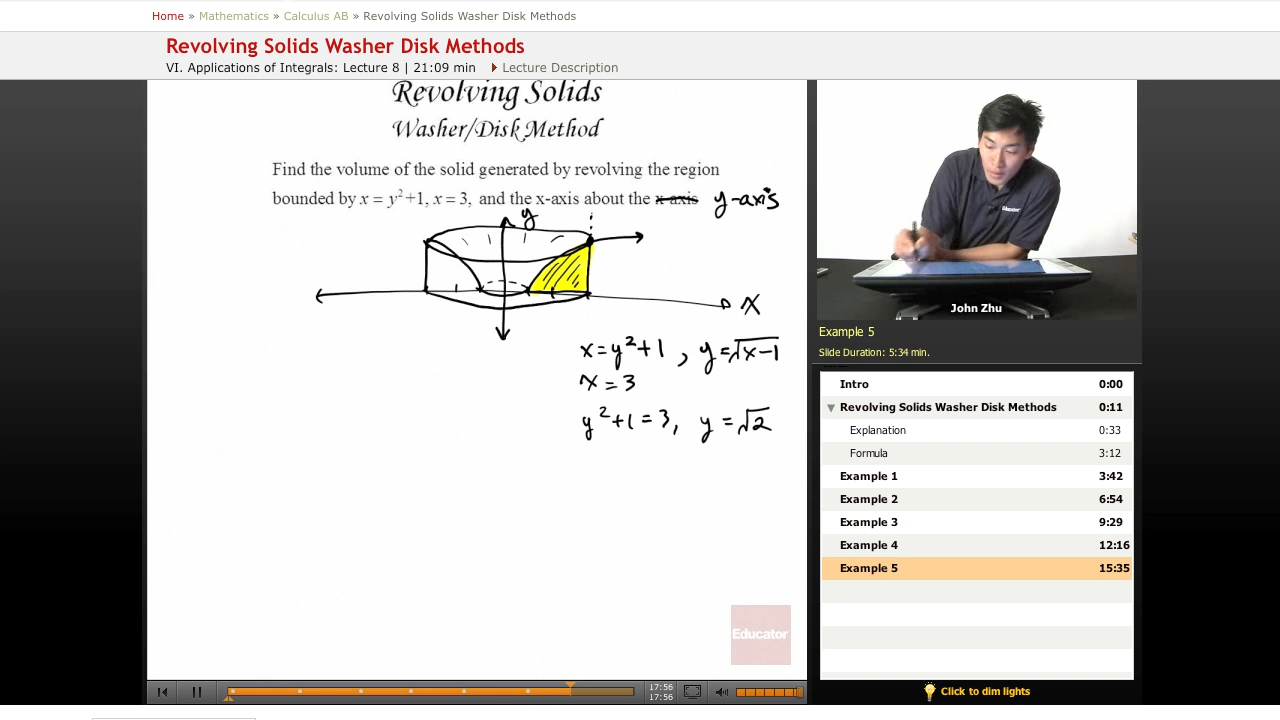 Home » Mathematics » Calculus AB » Revolving Solids Washer Disk Methods
Revolving Solids Washer Disk Methods
VI. Applications of Integrals: Lecture 8 | 21:09 min Lecture Description
Revolving Solids
Washer/Disk Method
Find the volume of the solid generated by revolving the region
bounded by x = y²+1, x = 3, and the x-axis about the x-axis y-axis
y
x
x=y²+1 , y=√x-1
x=3
y²+1=3, y=√2
Educator
Educator
John Zhu
Example 5
Slide Duration: 5:34 min.
Intro 0:00
Revolving Solids Washer Disk Methods 0:11
Explanation 0:33
Formula 3:12
Example 1 3:42
Example 2 6:54
Example 3 9:29
Example 4 12:16
Example 5 15:35
17:56
17:56
Click to dim lights